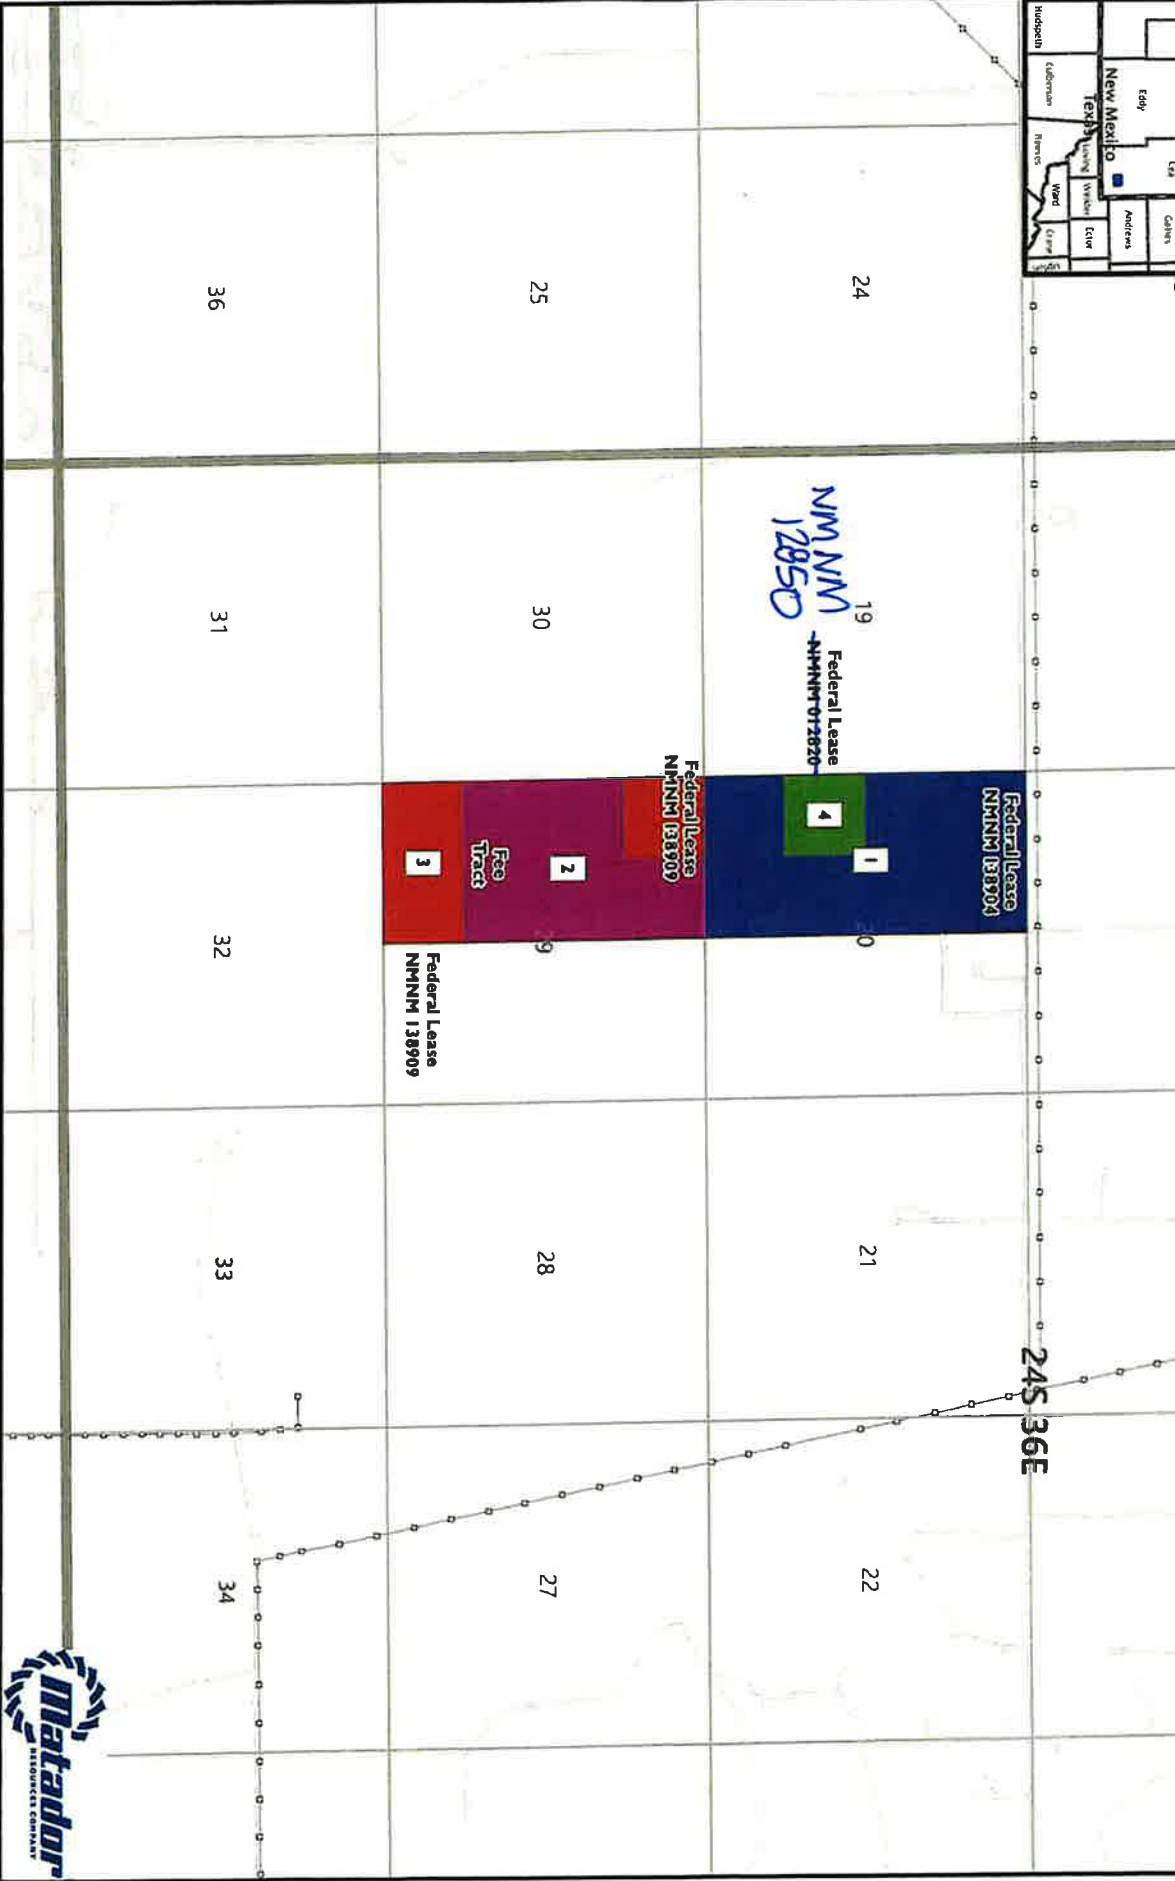 Eddy
Lea
Gaines
New Mexico
Andrews
Texas
Loving
Winkler
Ector
Hudspeth
Culberson
Reeves
Ward
Crane
Upton
24S 36E
24
19
20
21
22
Federal Lease
NMNM 138904
1
4
Federal Lease
NMNM 012820
NMNM
12850
25
30
29
28
27
Federal Lease
NMNM 138909
2
Fee
Tract
3
Federal Lease
NMNM 138909
36
31
32
33
34
Matador
RESOURCES COMPANY